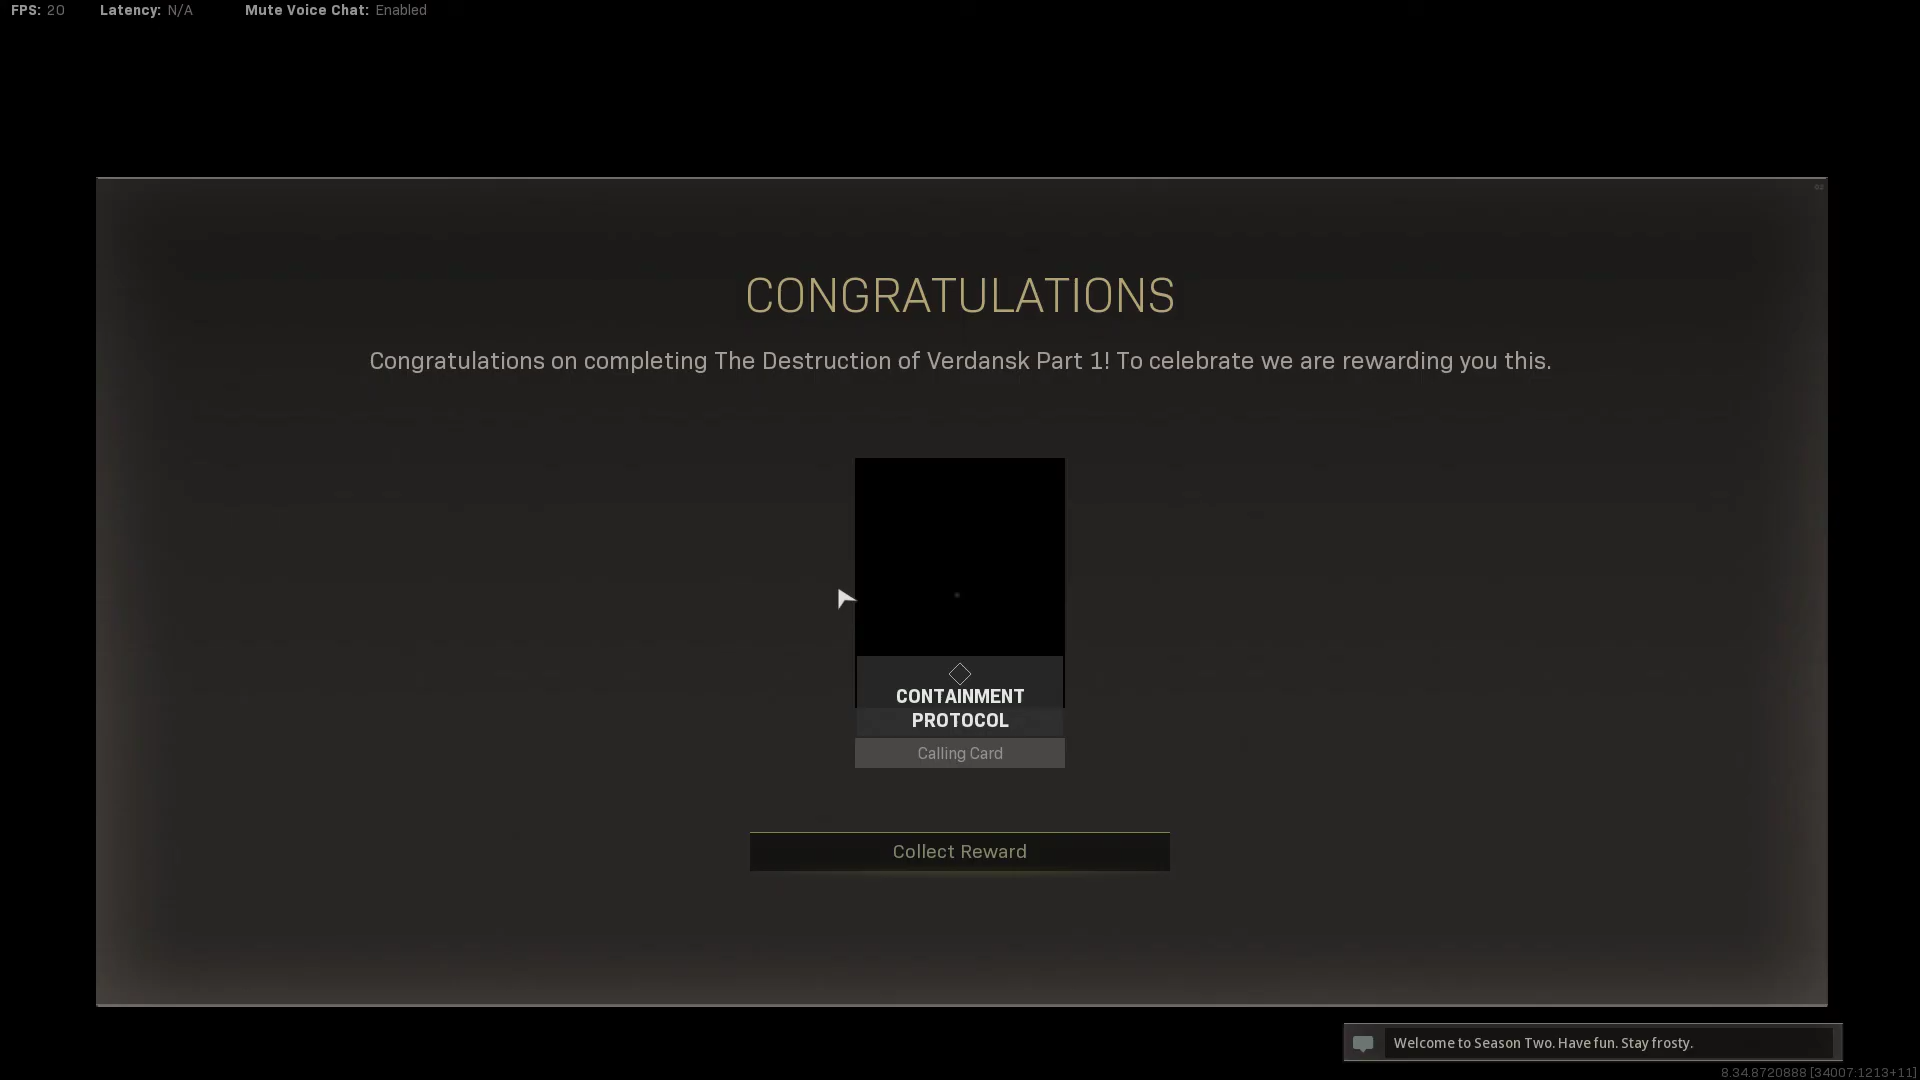 FPS: 20 Latency: N/A Mute Voice Chat: Enabled
CONGRATULATIONS
Congratulations on completing The Destruction of Verdansk Part 1! To celebrate we are rewarding you this.
CONTAINMENT
PROTOCOL
Calling Card
Collect Reward
Welcome to Season Two. Have fun. Stay frosty.
8.34.8720888 [34007:1213+11]